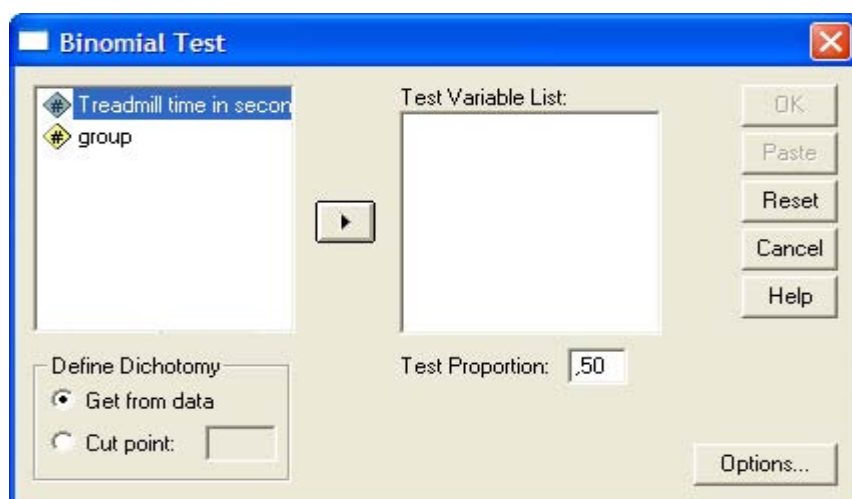 Binomial Test
Treadmill time in secon
group
Test Variable List:
OK
Paste
Reset
Cancel
Help
Define Dichotomy
Get from data
Cut point:
Test Proportion: ,50
Options...